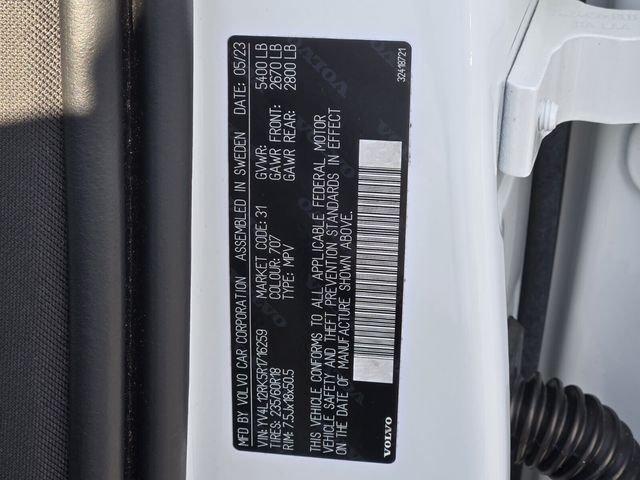 MFD BY VOLVO CAR CORPORATION ASSEMBLED IN SWEDEN DATE: 05/23
VIN: YV4L12RK5R1716259 MARKET CODE: 31 GVWR: 5400 LB
TIRES: 235/60R18 COLOUR: 707 GAWR FRONT: 2670 LB
RIM: 7.5Jx18x50.5 TYPE: MPV GAWR REAR: 2800 LB
THIS VEHICLE CONFORMS TO ALL APPLICABLE FEDERAL MOTOR
VEHICLE SAFETY AND THEFT PREVENTION STANDARDS IN EFFECT
ON DATE OF MANUFACTURE SHOWN ABOVE.
VOLVO 32418721